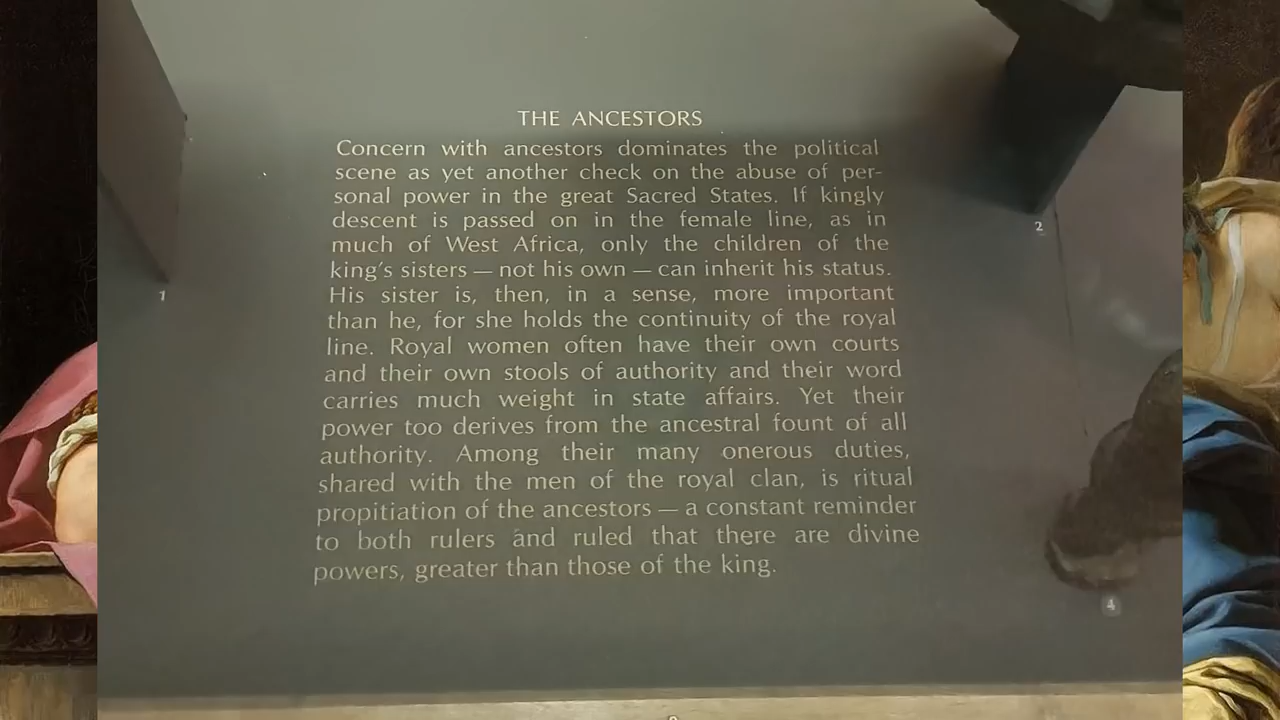 THE ANCESTORS
Concern with ancestors dominates the political
scene as yet another check on the abuse of per-
sonal power in the great Sacred States. If kingly
descent is passed on in the female line, as in
much of West Africa, only the children of the
king's sisters — not his own — can inherit his status.
His sister is, then, in a sense, more important
than he, for she holds the continuity of the royal
line. Royal women often have their own courts
and their own stools of authority and their word
carries much weight in state affairs. Yet their
power too derives from the ancestral fount of all
authority. Among their many onerous duties,
shared with the men of the royal clan, is ritual
propitiation of the ancestors — a constant reminder
to both rulers and ruled that there are divine
powers, greater than those of the king.
1
2
4